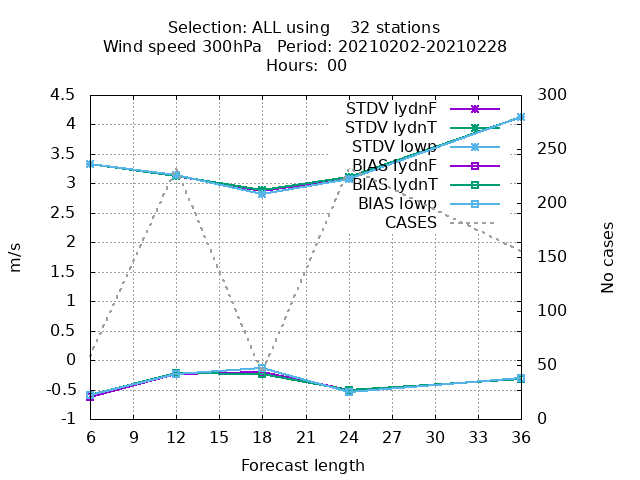 Selection: ALL using    32 stations
Wind speed 300hPa   Period: 20210202-20210228
Hours:  00
4.5
4
3.5
3
2.5
2
1.5
1
0.5
0
-0.5
-1
m/s
STDV lydnF
STDV lydnT
STDV lowp
BIAS lydnF
BIAS lydnT
BIAS lowp
CASES
300
250
200
150
100
50
0
No cases
6 9 12 15 18 21 24 27 30 33 36
Forecast length